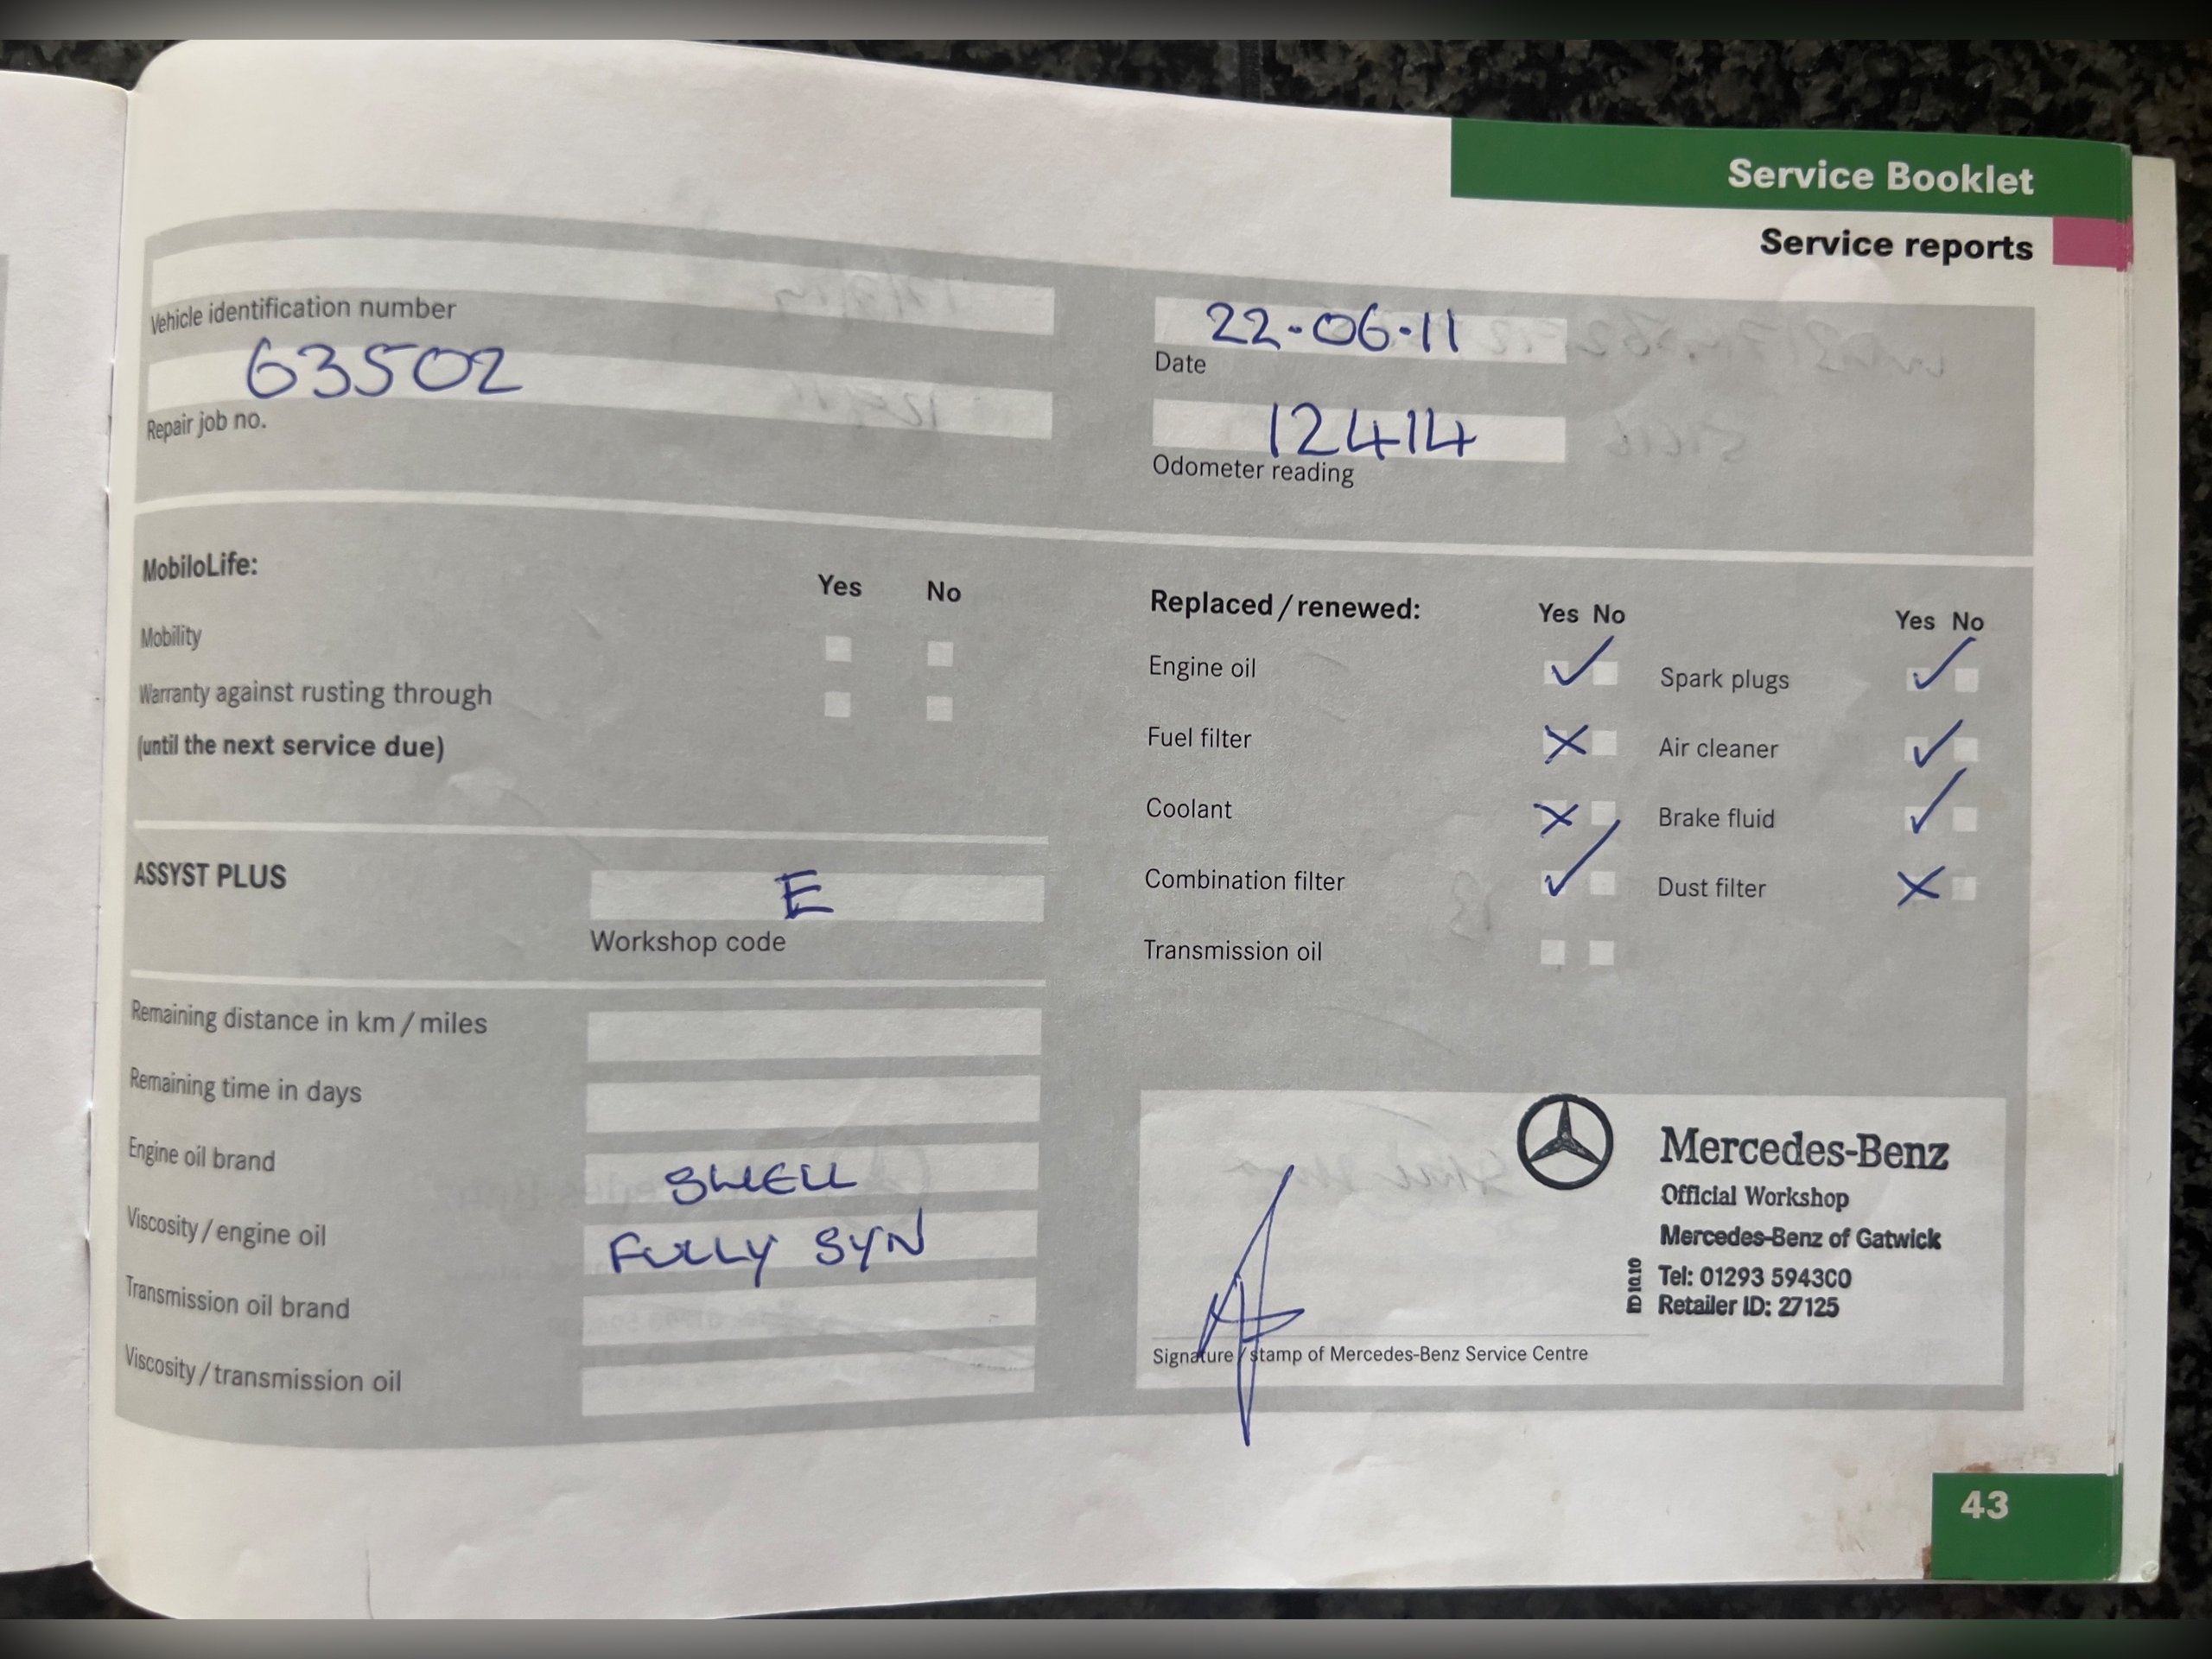 Service Booklet
Service reports
Vehicle identification number
63502
Repair job no.
22-06-11
Date
12414
Odometer reading
MobiloLife:
Yes No
Mobility
Warranty against rusting through
(until the next service due)
ASSYST PLUS
E
Workshop code
Remaining distance in km / miles
Remaining time in days
Engine oil brand
SHELL
Viscosity / engine oil
FULLY SYN
Transmission oil brand
Viscosity / transmission oil
Replaced / renewed:
Yes No
Yes No
Engine oil
Spark plugs
Fuel filter
Air cleaner
Coolant
Brake fluid
Combination filter
Dust filter
Transmission oil
Mercedes-Benz
Official Workshop
Mercedes-Benz of Gatwick
Tel: 01293 594300
Retailer ID: 27125
ID 10.10
Signature / stamp of Mercedes-Benz Service Centre
43